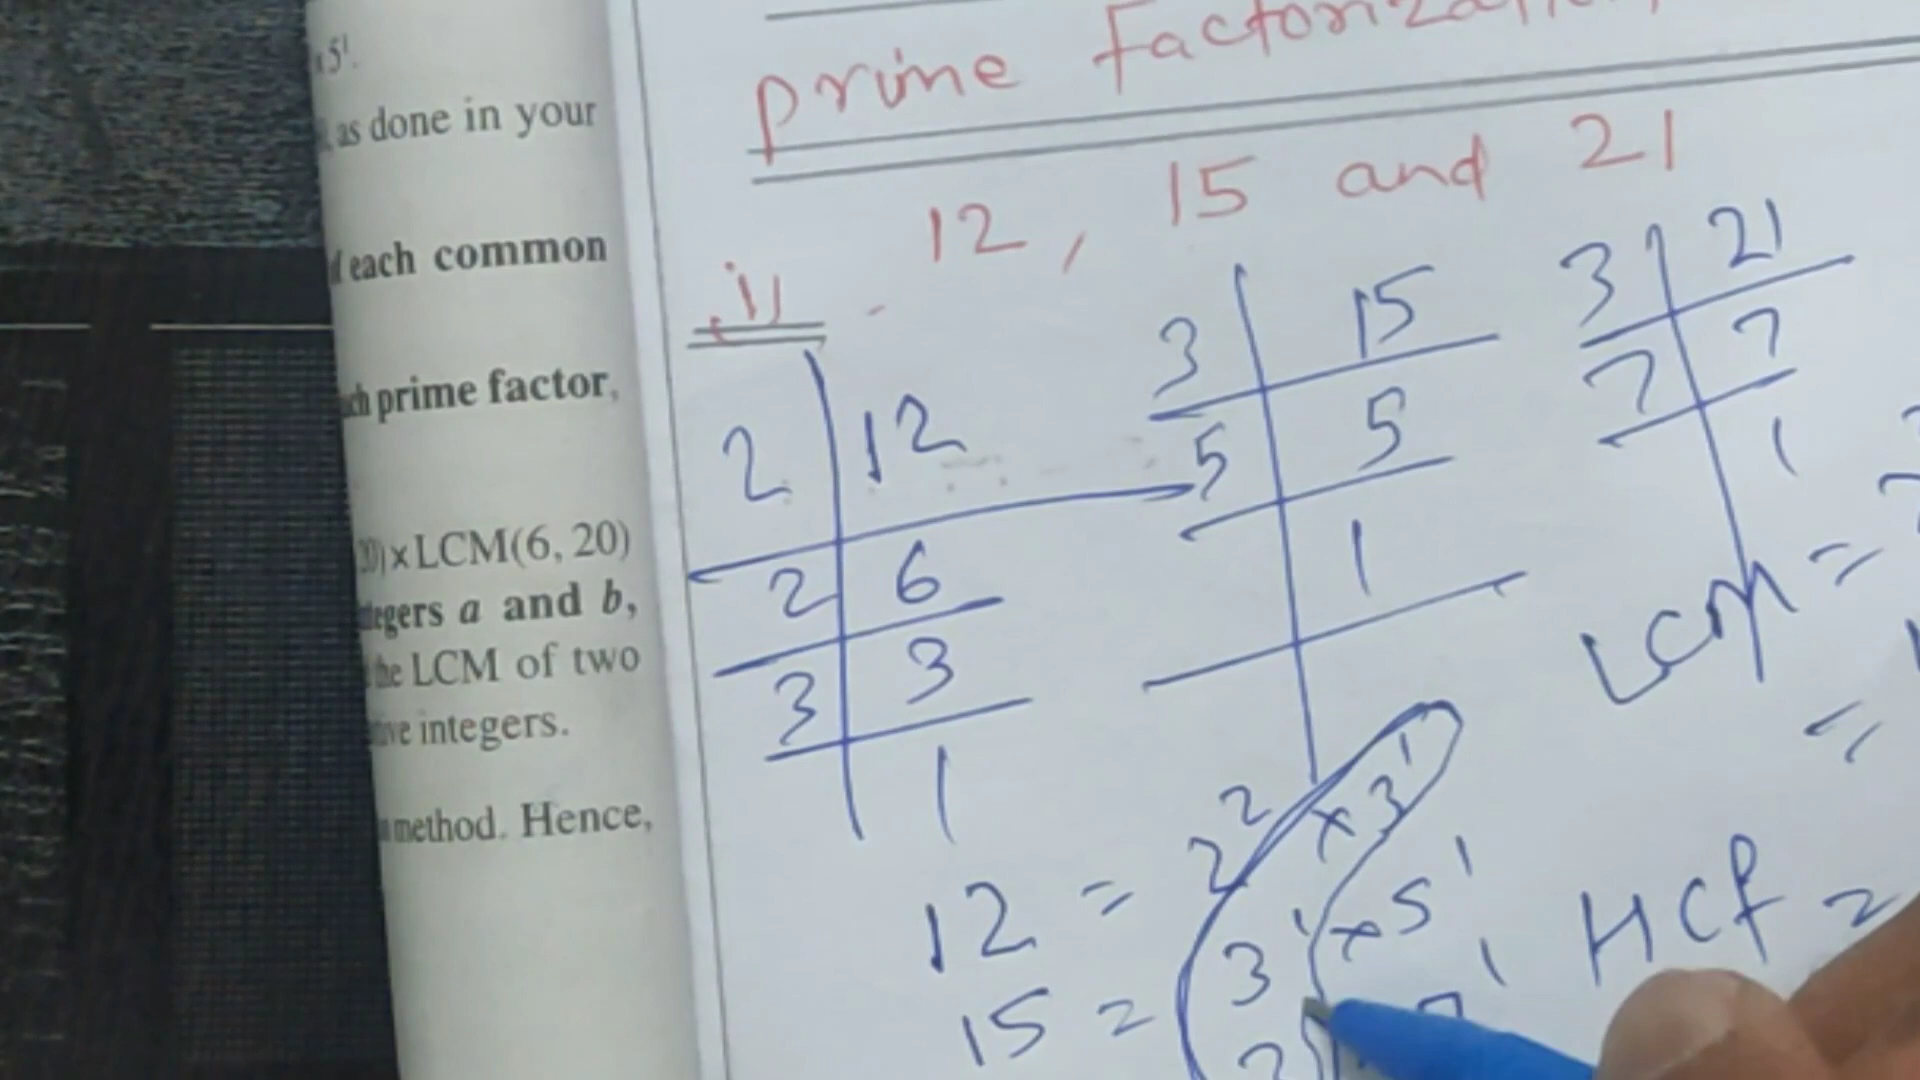 5¹.
as done in your
each common
prime factor,
×LCM(6, 20)
a and b,
LCM of two
integers.
method. Hence,
prime Factorization
i) 12, 15 and 21
2 | 12
2 | 6
3 | 3
1
3 | 15
5 | 5
1
3 | 21
7 | 7
1
LCM =
=
12 = 2² × 3¹
15 = 3¹ × 5¹
HCF =